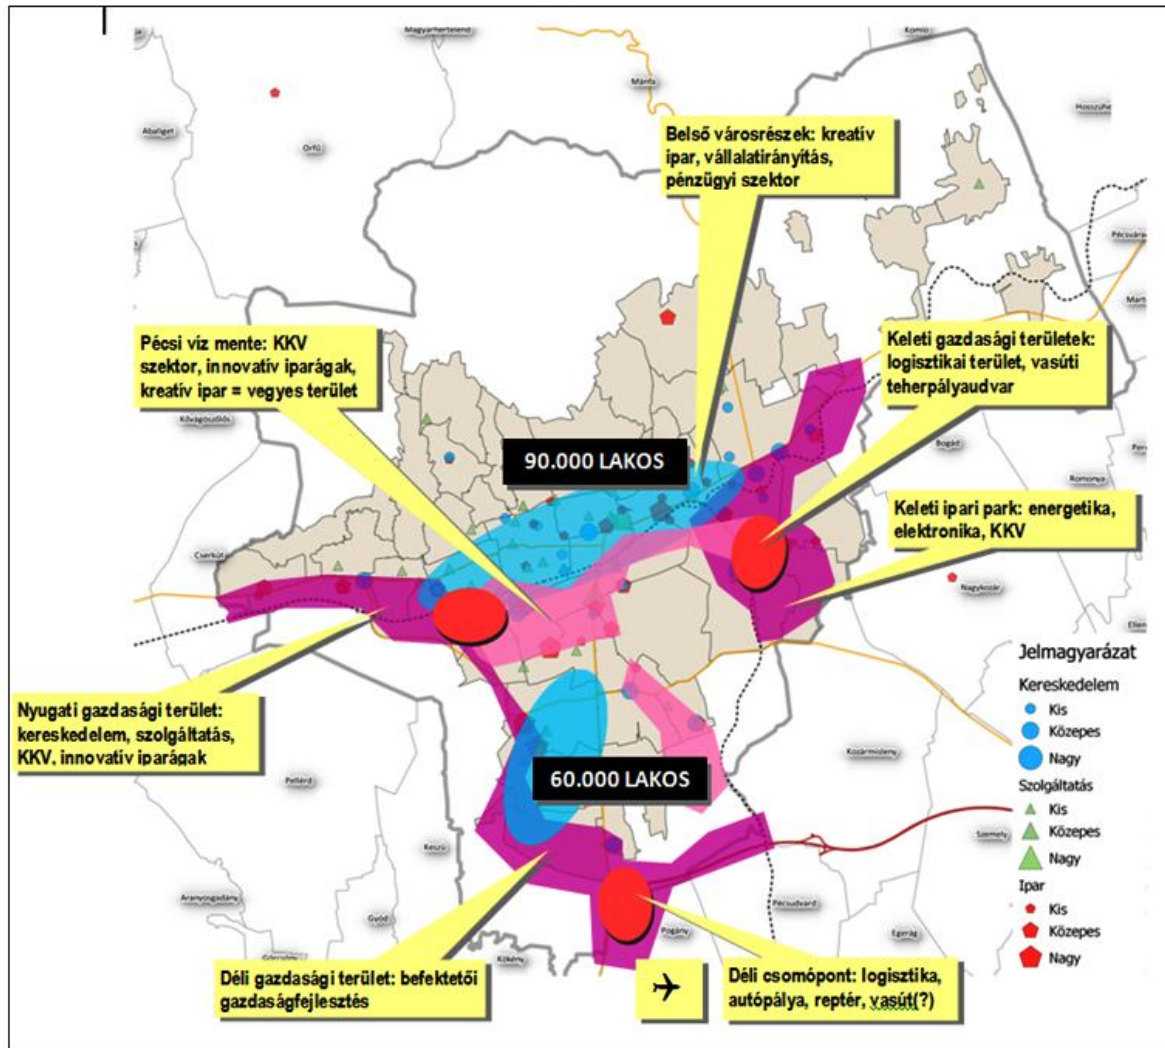 Magyarhertelend
Komló
Mánfa
Abaliget
Orfű
Belső városrészek: kreatív
ipar, vállalatirányítás,
pénzügyi szektor
Pécsi víz mente: KKV
szektor, innovatív iparágak,
kreatív ipar = vegyes terület
Keleti gazdasági területek:
logisztikai terület, vasúti
teherpályaudvar
Kővágószőlős
90.000 LAKOS
Bogád
Romonya
Keleti ipari park: energetika,
elektronika, KKV
Cserkút
Nagykozár
Jelmagyarázat
Kereskedelem
Kis
Közepes
Nagy
Szolgáltatás
Kis
Közepes
Nagy
Ipar
Kis
Közepes
Nagy
Nyugati gazdasági terület:
kereskedelem, szolgáltatás,
KKV, innovatív iparágak
Pellérd
60.000 LAKOS
Kozármisleny
Szemely
Keszü
Aranyosgadány
Gyód
Pécsudvard
Egerág
Pogány
Kökény
Déli gazdasági terület: befektetői
gazdaságfejlesztés
Déli csomópont: logisztika,
autópálya, reptér, vasút(?)